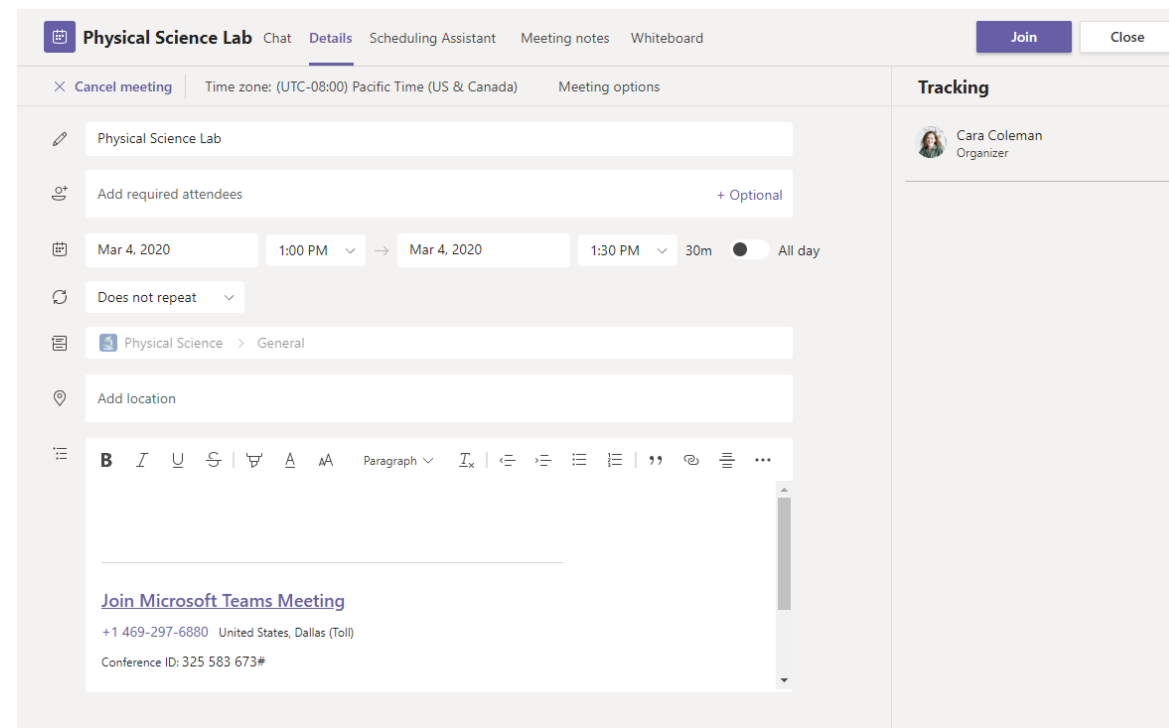 Physical Science Lab Chat Details Scheduling Assistant Meeting notes Whiteboard Join Close
Cancel meeting Time zone: (UTC-08:00) Pacific Time (US & Canada) Meeting options Tracking
Physical Science Lab
Cara Coleman
Organizer
Add required attendees + Optional
Mar 4, 2020 1:00 PM → Mar 4, 2020 1:30 PM 30m All day
Does not repeat
Physical Science > General
Add location
B I U S A AA Paragraph Tx
Join Microsoft Teams Meeting
+1 469-297-6880 United States, Dallas (Toll)
Conference ID: 325 583 673#